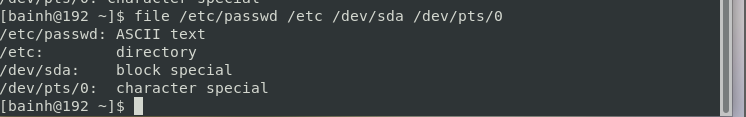 /dev/pts/0: character special
[bainh@192 ~]$ file /etc/passwd /etc /dev/sda /dev/pts/0
/etc/passwd: ASCII text
/etc:        directory
/dev/sda:    block special
/dev/pts/0:  character special
[bainh@192 ~]$